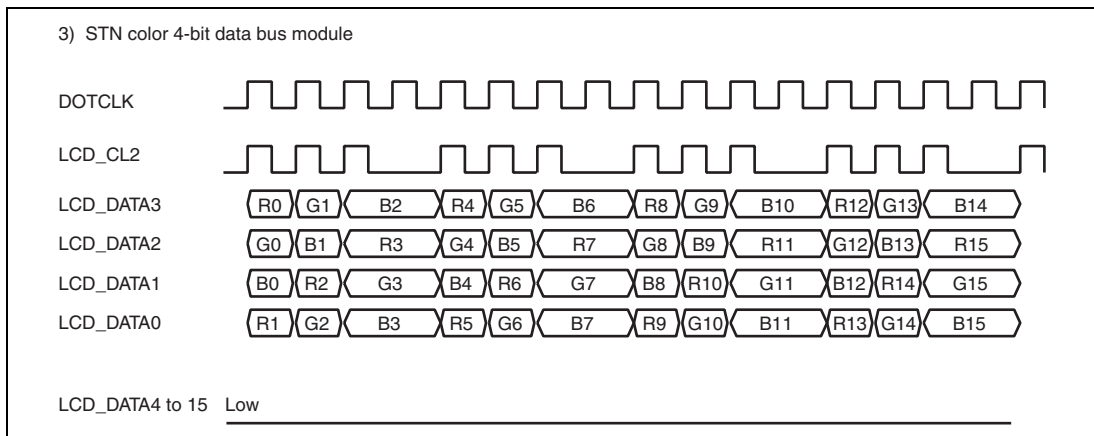 3) STN color 4-bit data bus module
DOTCLK
LCD_CL2
LCD_DATA3 R0 G1 B2 R4 G5 B6 R8 G9 B10 R12 G13 B14
LCD_DATA2 G0 B1 R3 G4 B5 R7 G8 B9 R11 G12 B13 R15
LCD_DATA1 B0 R2 G3 B4 R6 G7 B8 R10 G11 B12 R14 G15
LCD_DATA0 R1 G2 B3 R5 G6 B7 R9 G10 B11 R13 G14 B15
LCD_DATA4 to 15 Low